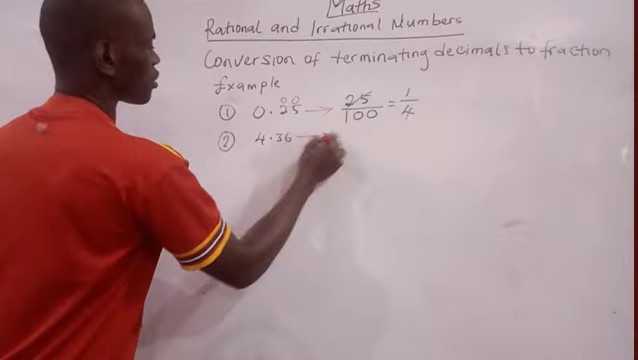 Maths
Rational and Irrational Numbers
Conversion of terminating decimals to fraction
Example
① 0.25 → 25/100 = 1/4
② 4.36 →